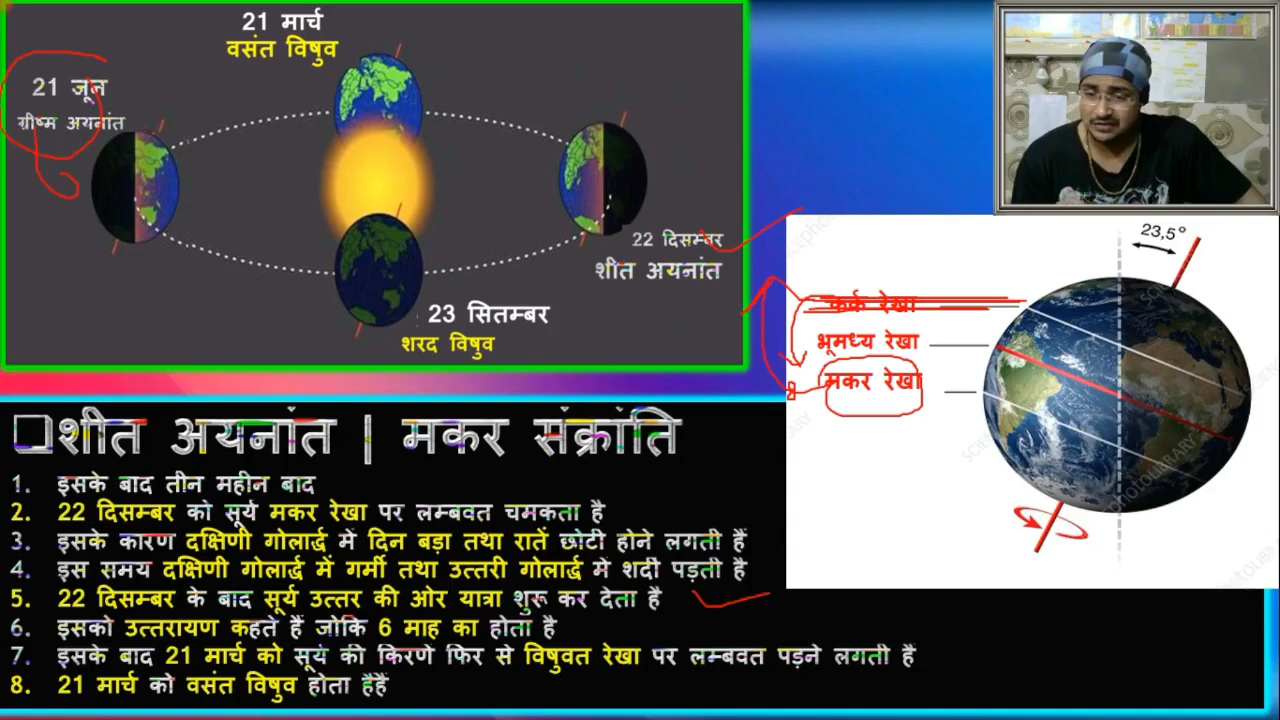 21 मार्च
वसंत विषुव
21 जून
ग्रीष्म अयनांत
22 दिसम्बर
शीत अयनांत
23 सितम्बर
शरद विषुव
23,5°
कर्क रेखा
भूमध्य रेखा
मकर रेखा
शीत अयनांत | मकर संक्रांति
1. इसके बाद तीन महीन बाद
2. 22 दिसम्बर को सूर्य मकर रेखा पर लम्बवत चमकता है
3. इसके कारण दक्षिणी गोलार्द्ध में दिन बड़ा तथा रातें छोटी होने लगती हैं
4. इस समय दक्षिणी गोलार्द्ध में गर्मी तथा उत्तरी गोलार्द्ध मे शर्दी पड़ती है
5. 22 दिसम्बर के बाद सूर्य उत्तर की ओर यात्रा शुरू कर देता है
6. इसको उत्तरायण कहते हैं जोकि 6 माह का होता है
7. इसके बाद 21 मार्च को सूर्य की किरणे फिर से विषुवत रेखा पर लम्बवत पड़ने लगती हैं
8. 21 मार्च को वसंत विषुव होता हैहैं